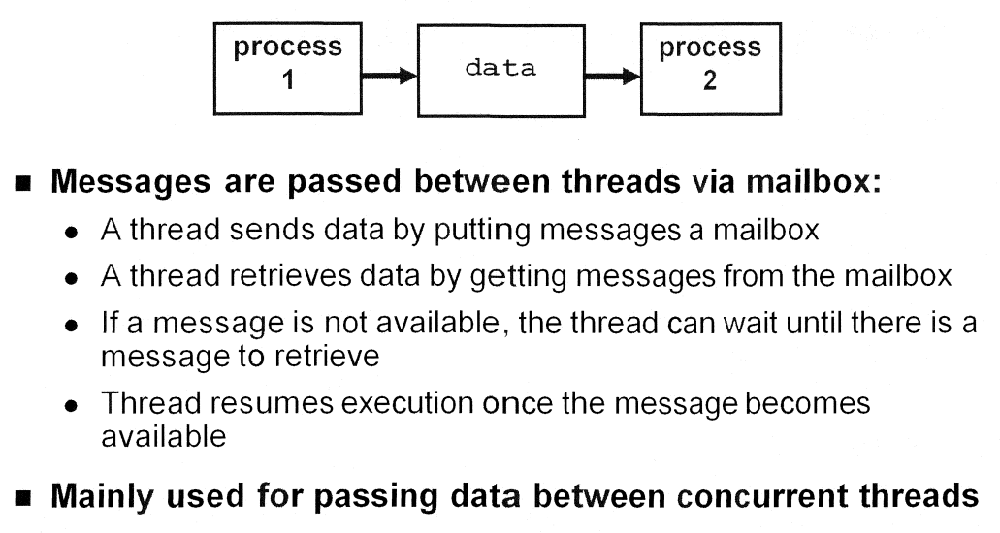 process
1
data
process
2
■ Messages are passed between threads via mailbox:
● A thread sends data by putting messages a mailbox
● A thread retrieves data by getting messages from the mailbox
● If a message is not available, the thread can wait until there is a
message to retrieve
● Thread resumes execution once the message becomes
available
■ Mainly used for passing data between concurrent threads